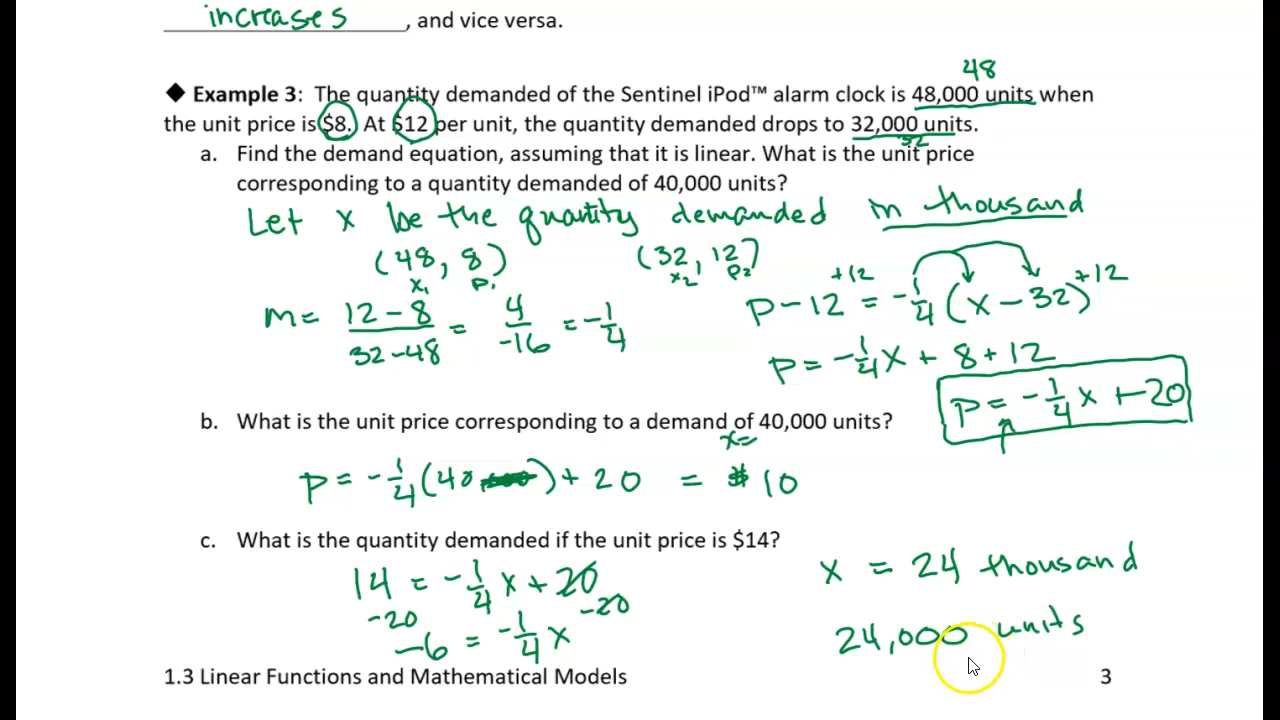 increases, and vice versa.
48
◆ Example 3: The quantity demanded of the Sentinel iPod™ alarm clock is 48,000 units when
the unit price is $8. At $12 per unit, the quantity demanded drops to 32,000 units.
32
a. Find the demand equation, assuming that it is linear. What is the unit price
corresponding to a quantity demanded of 40,000 units?
Let x be the quantity demanded in thousand
(48, 8) (32, 12)
x₁ p₁ x₂ p₂
m = 12 - 8 / 32 - 48 = 4 / -16 = -1/4
+12 +12
p - 12 = -1/4 (x - 32)
p = -1/4 x + 8 + 12
p = -1/4 x + 20
b. What is the unit price corresponding to a demand of 40,000 units?
x=
p = -1/4 (40) + 20 = $10
c. What is the quantity demanded if the unit price is $14?
14 = -1/4 x + 20
-20 -20
-6 = -1/4 x
x = 24 thousand
24,000 units
1.3 Linear Functions and Mathematical Models 3